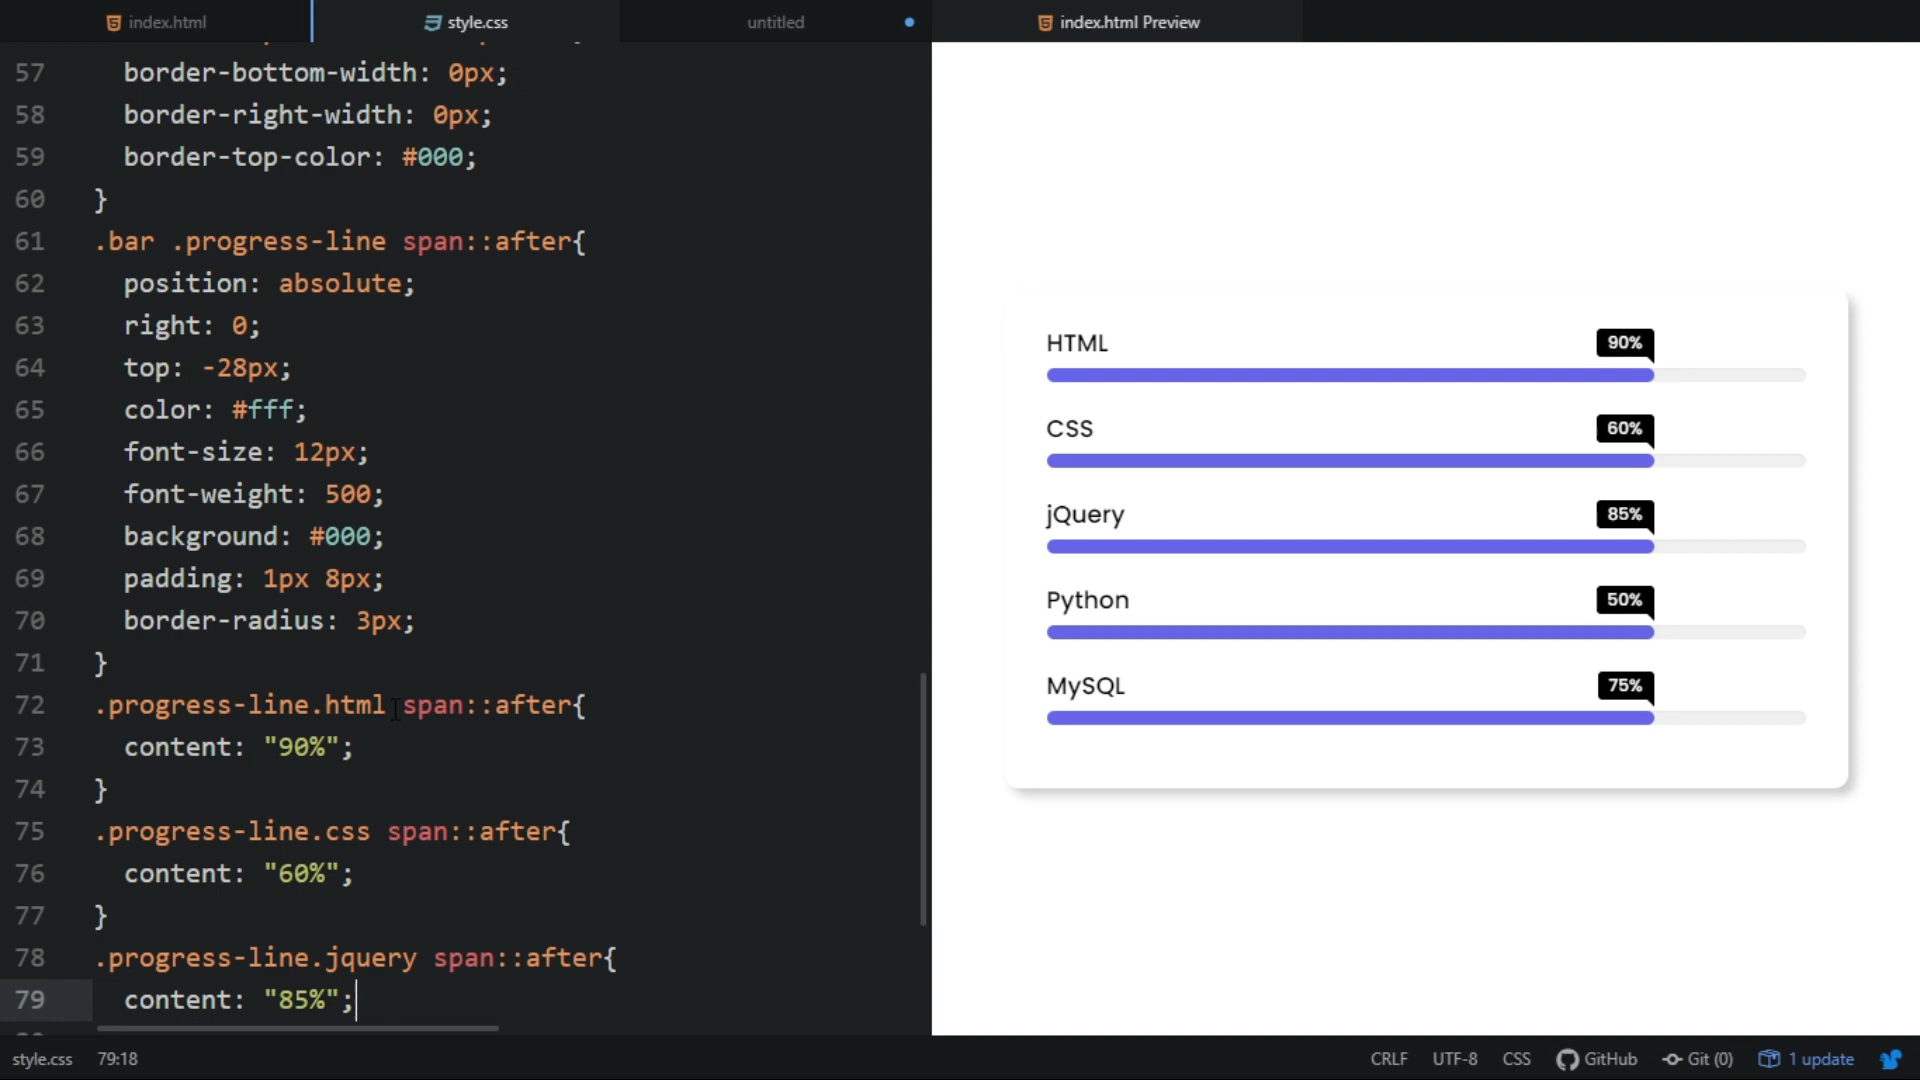 index.html
style.css
untitled
index.html Preview
57 border-bottom-width: 0px;
58 border-right-width: 0px;
59 border-top-color: #000;
60 }
61 .bar .progress-line span::after{
62 position: absolute;
63 right: 0;
64 top: -28px;
65 color: #fff;
66 font-size: 12px;
67 font-weight: 500;
68 background: #000;
69 padding: 1px 8px;
70 border-radius: 3px;
71 }
72 .progress-line.html span::after{
73 content: "90%";
74 }
75 .progress-line.css span::after{
76 content: "60%";
77 }
78 .progress-line.jquery span::after{
79 content: "85%";
HTML 90%
CSS 60%
jQuery 85%
Python 50%
MySQL 75%
style.css 79:18
CRLF UTF-8 CSS GitHub Git (0) 1 update